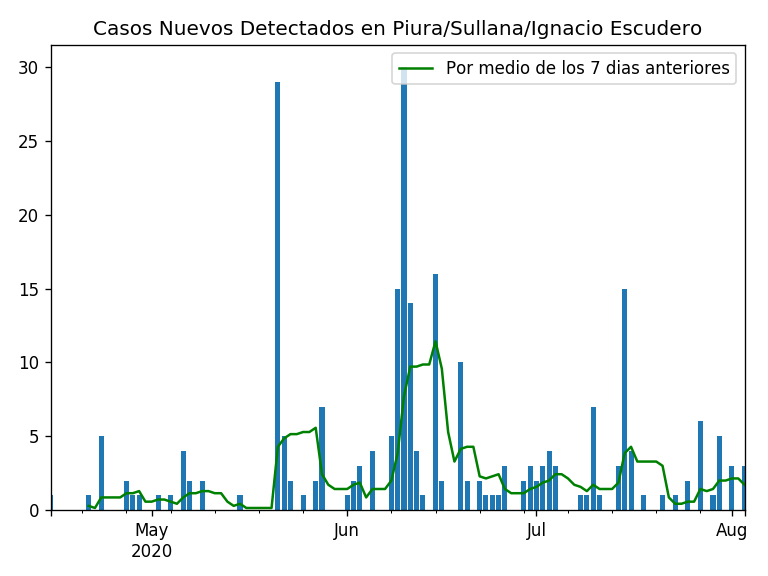 Casos Nuevos Detectados en Piura/Sullana/Ignacio Escudero
Por medio de los 7 dias anteriores
30
25
20
15
10
5
0
May
2020
Jun
Jul
Aug